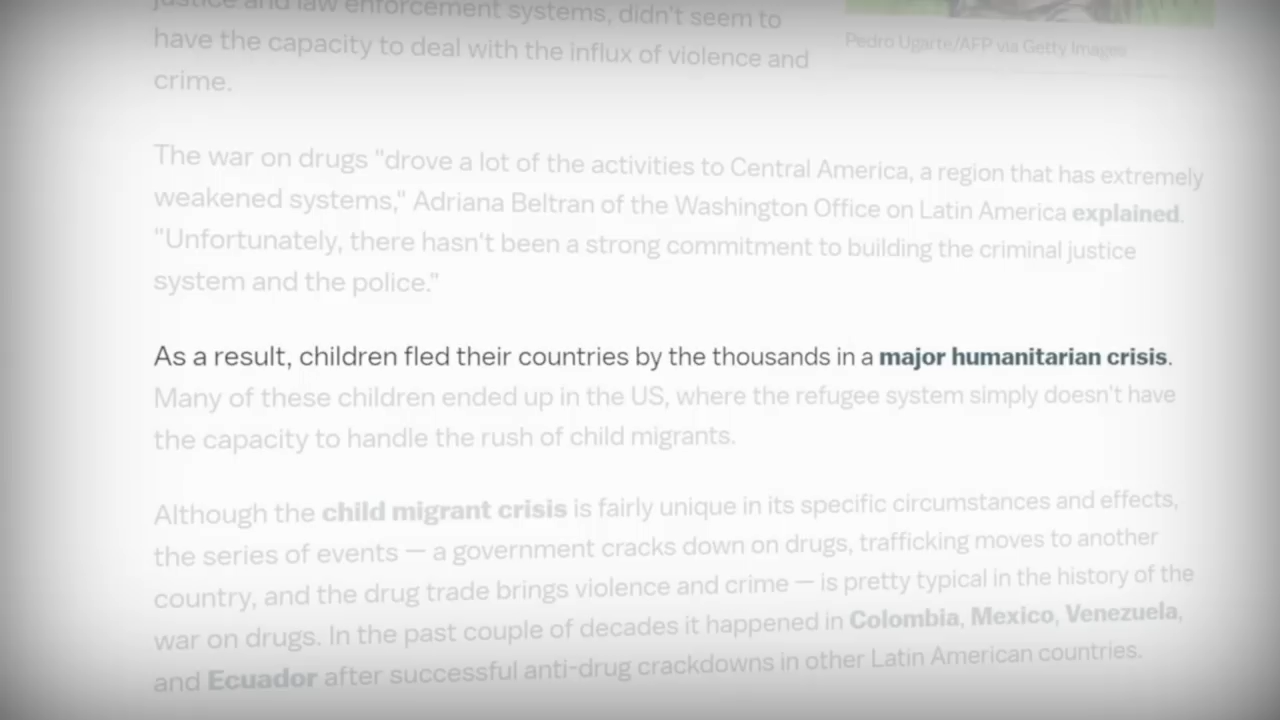 justice and law enforcement systems, didn't seem to
have the capacity to deal with the influx of violence and
crime.
Pedro Ugarte/AFP via Getty Images
The war on drugs "drove a lot of the activities to Central America, a region that has extremely
weakened systems," Adriana Beltran of the Washington Office on Latin America explained.
"Unfortunately, there hasn't been a strong commitment to building the criminal justice
system and the police."
As a result, children fled their countries by the thousands in a major humanitarian crisis.
Many of these children ended up in the US, where the refugee system simply doesn't have
the capacity to handle the rush of child migrants.
Although the child migrant crisis is fairly unique in its specific circumstances and effects,
the series of events — a government cracks down on drugs, trafficking moves to another
country, and the drug trade brings violence and crime — is pretty typical in the history of the
war on drugs. In the past couple of decades it happened in Colombia, Mexico, Venezuela,
and Ecuador after successful anti-drug crackdowns in other Latin American countries.